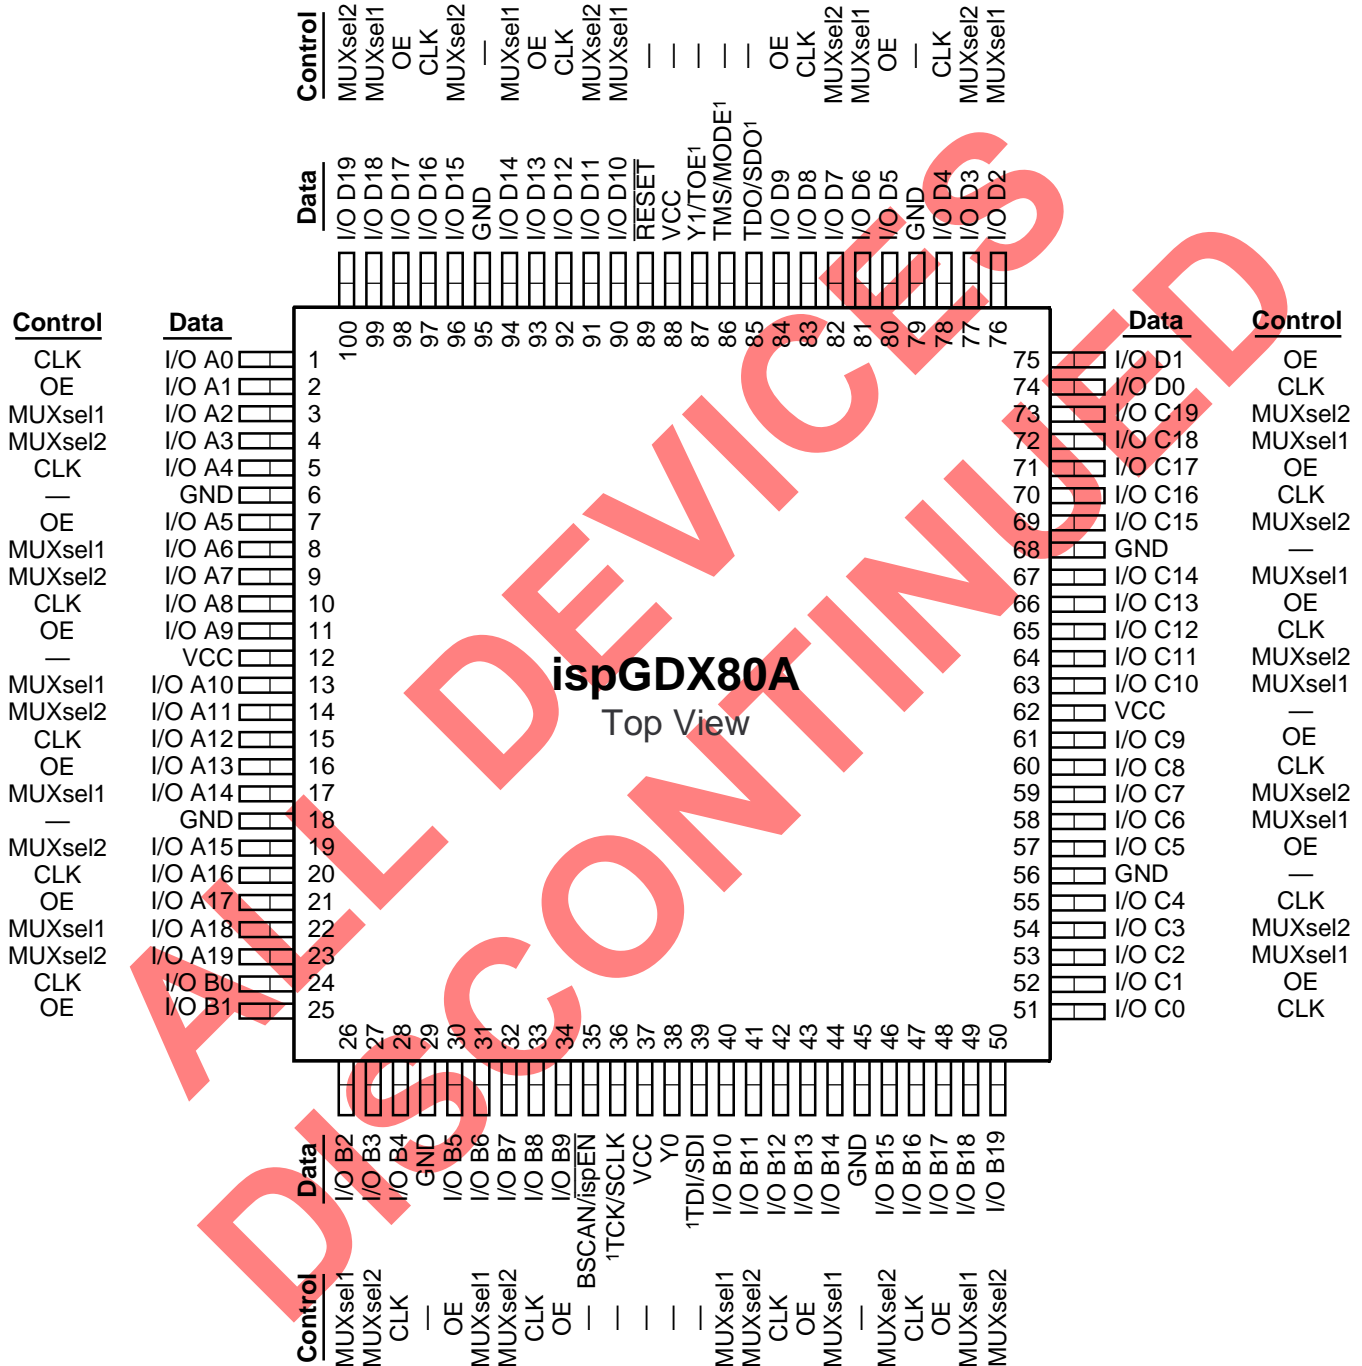 Control MUXsel2 MUXsel1 OE CLK MUXsel2 — MUXsel1 OE CLK MUXsel2 MUXsel1 — — — — — OE CLK MUXsel2 MUXsel1 OE — CLK MUXsel2 MUXsel1
Data I/O D19 I/O D18 I/O D17 I/O D16 I/O D15 GND I/O D14 I/O D13 I/O D12 I/O D11 I/O D10 RESET VCC Y1/TOE¹ TMS/MODE¹ TDO/SDO¹ I/O D9 I/O D8 I/O D7 I/O D6 I/O D5 GND I/O D4 I/O D3 I/O D2
100 99 98 97 96 95 94 93 92 91 90 89 88 87 86 85 84 83 82 81 80 79 78 77 76
Control Data
CLK I/O A0 1
OE I/O A1 2
MUXsel1 I/O A2 3
MUXsel2 I/O A3 4
CLK I/O A4 5
— GND 6
OE I/O A5 7
MUXsel1 I/O A6 8
MUXsel2 I/O A7 9
CLK I/O A8 10
OE I/O A9 11
— VCC 12
MUXsel1 I/O A10 13
MUXsel2 I/O A11 14
CLK I/O A12 15
OE I/O A13 16
MUXsel1 I/O A14 17
— GND 18
MUXsel2 I/O A15 19
CLK I/O A16 20
OE I/O A17 21
MUXsel1 I/O A18 22
MUXsel2 I/O A19 23
CLK I/O B0 24
OE I/O B1 25
ispGDX80A
Top View
ALL DEVICES
DISCONTINUED
Data Control
75 I/O D1 OE
74 I/O D0 CLK
73 I/O C19 MUXsel2
72 I/O C18 MUXsel1
71 I/O C17 OE
70 I/O C16 CLK
69 I/O C15 MUXsel2
68 GND —
67 I/O C14 MUXsel1
66 I/O C13 OE
65 I/O C12 CLK
64 I/O C11 MUXsel2
63 I/O C10 MUXsel1
62 VCC —
61 I/O C9 OE
60 I/O C8 CLK
59 I/O C7 MUXsel2
58 I/O C6 MUXsel1
57 I/O C5 OE
56 GND —
55 I/O C4 CLK
54 I/O C3 MUXsel2
53 I/O C2 MUXsel1
52 I/O C1 OE
51 I/O C0 CLK
26 27 28 29 30 31 32 33 34 35 36 37 38 39 40 41 42 43 44 45 46 47 48 49 50
Data I/O B2 I/O B3 I/O B4 GND I/O B5 I/O B6 I/O B7 I/O B8 I/O B9 BSCAN/ispEN ¹TCK/SCLK VCC Y0 ¹TDI/SDI I/O B10 I/O B11 I/O B12 I/O B13 I/O B14 GND I/O B15 I/O B16 I/O B17 I/O B18 I/O B19
Control MUXsel1 MUXsel2 CLK — OE MUXsel1 MUXsel2 CLK OE — — — — — MUXsel1 MUXsel2 CLK OE MUXsel1 — MUXsel2 CLK OE MUXsel1 MUXsel2